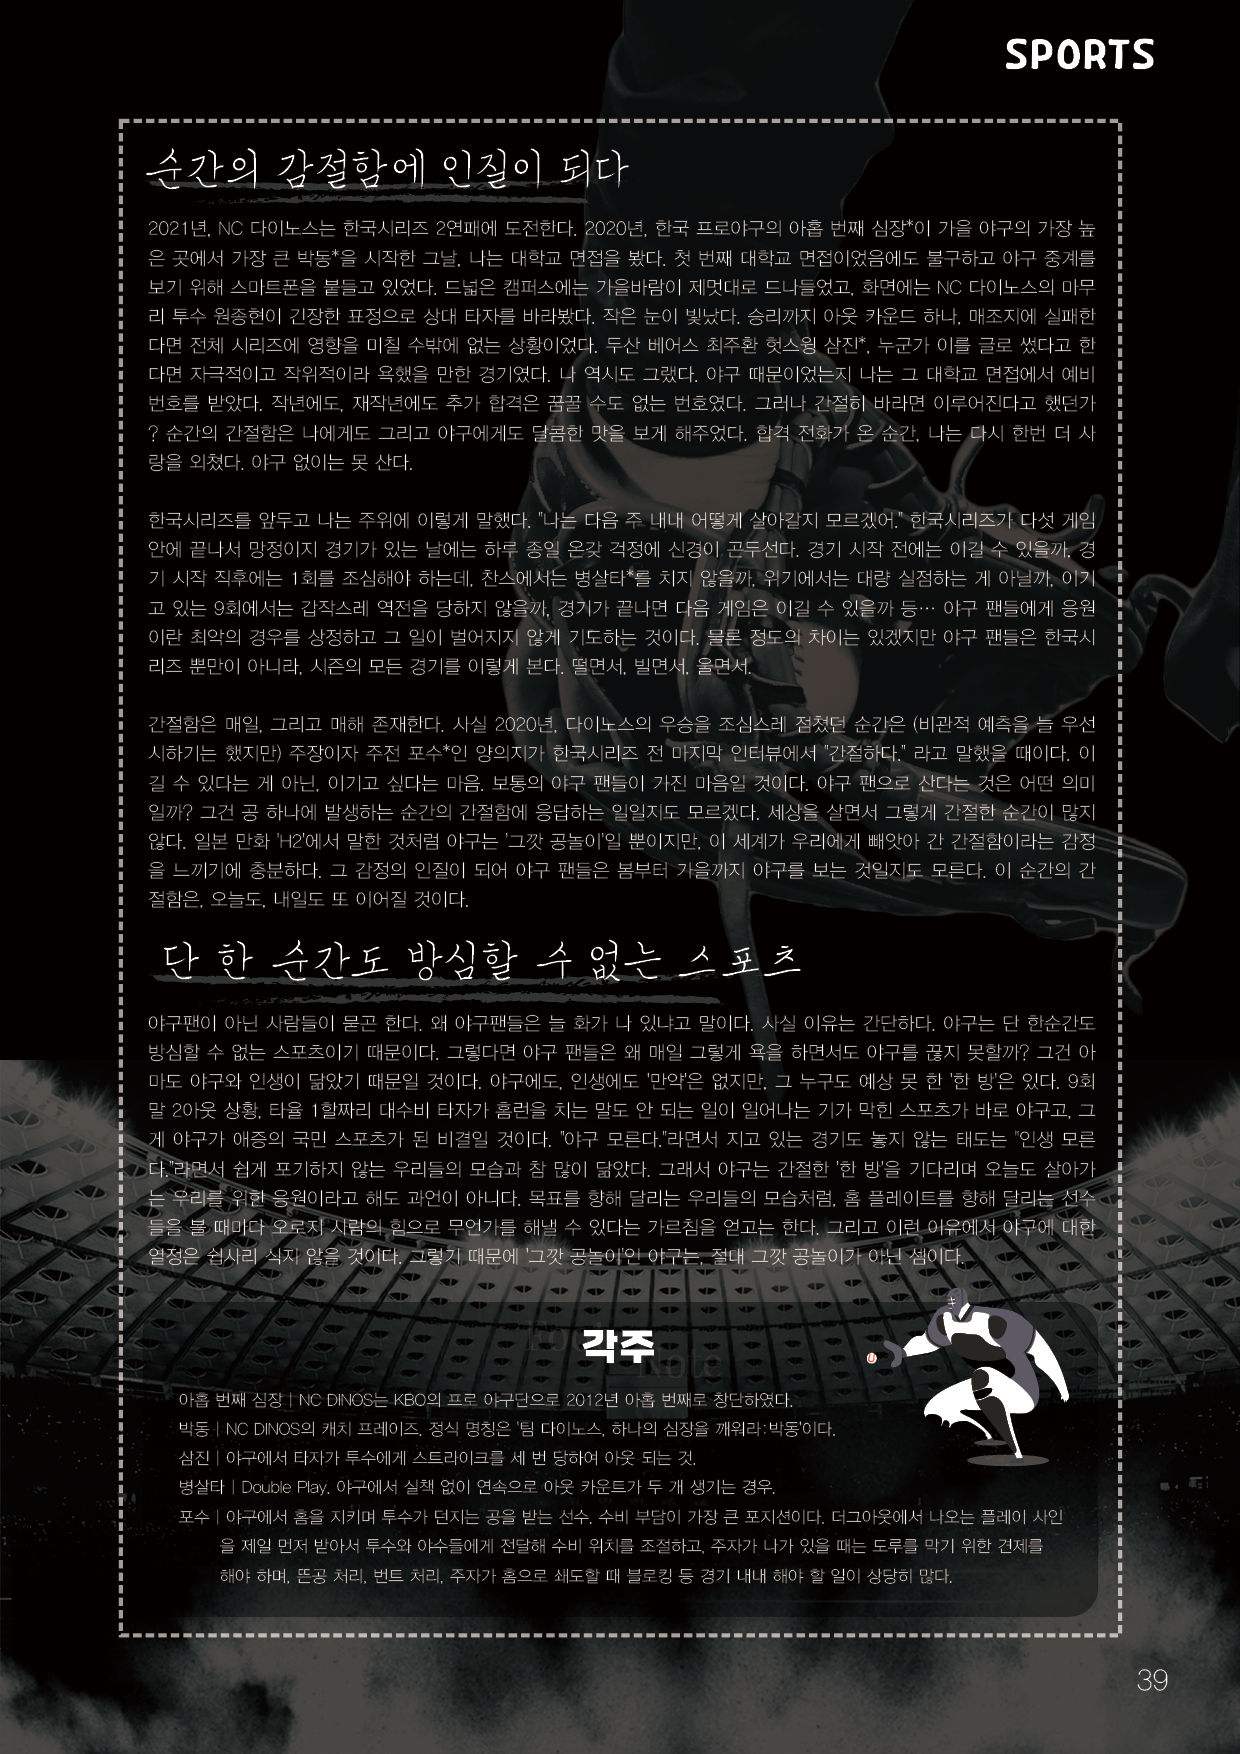 SPORTS
순간의 감절함에 인질이 되다
2021년, NC 다이노스는 한국시리즈 2연패에 도전한다. 2020년, 한국 프로야구의 아홉 번째 심장*이 가을 야구의 가장 높
은 곳에서 가장 큰 박동*을 시작한 그날, 나는 대학교 면접을 봤다. 첫 번째 대학교 면접이었음에도 불구하고 야구 중계를
보기 위해 스마트폰을 붙들고 있었다. 드넓은 캠퍼스에는 가을바람이 제멋대로 드나들었고, 화면에는 NC 다이노스의 마무
리 투수 원종현이 긴장한 표정으로 상대 타자를 바라봤다. 작은 눈이 빛났다. 승리까지 아웃 카운드 하나, 매조지에 실패한
다면 전체 시리즈에 영향을 미칠 수밖에 없는 상황이었다. 두산 베어스 최주환 헛스윙 삼진*, 누군가 이를 글로 썼다고 한
다면 자극적이고 작위적이라 욕했을 만한 경기였다. 나 역시도 그랬다. 야구 때문이었는지 나는 그 대학교 면접에서 예비
번호를 받았다. 작년에도, 재작년에도 추가 합격은 꿈꿀 수도 없는 번호였다. 그러나 간절히 바라면 이루어진다고 했던가
? 순간의 간절함은 나에게도 그리고 야구에게도 달콤한 맛을 보게 해주었다. 합격 전화가 온 순간, 나는 다시 한번 더 사
랑을 외쳤다. 야구 없이는 못 산다.
한국시리즈를 앞두고 나는 주위에 이렇게 말했다. "나는 다음 주 내내 어떻게 살아갈지 모르겠어." 한국시리즈가 다섯 게임
안에 끝나서 망정이지 경기가 있는 날에는 하루 종일 온갖 걱정에 신경이 곤두선다. 경기 시작 전에는 이길 수 있을까, 경
기 시작 직후에는 1회를 조심해야 하는데, 찬스에서는 병살타*를 치지 않을까, 위기에서는 대량 실점하는 게 아닐까, 이기
고 있는 9회에서는 갑작스레 역전을 당하지 않을까, 경기가 끝나면 다음 게임은 이길 수 있을까 등… 야구 팬들에게 응원
이란 최악의 경우를 상정하고 그 일이 벌어지지 않게 기도하는 것이다. 물론 정도의 차이는 있겠지만 야구 팬들은 한국시
리즈 뿐만이 아니라, 시즌의 모든 경기를 이렇게 본다. 떨면서, 빌면서, 울면서.
간절함은 매일, 그리고 매해 존재한다. 사실 2020년, 다이노스의 우승을 조심스레 점쳤던 순간은 (비관적 예측을 늘 우선
시하기는 했지만) 주장이자 주전 포수*인 양의지가 한국시리즈 전 마지막 인터뷰에서 "간절하다." 라고 말했을 때이다. 이
길 수 있다는 게 아닌, 이기고 싶다는 마음. 보통의 야구 팬들이 가진 마음일 것이다. 야구 팬으로 산다는 것은 어떤 의미
일까? 그건 공 하나에 발생하는 순간의 간절함에 응답하는 일일지도 모르겠다. 세상을 살면서 그렇게 간절한 순간이 많지
않다. 일본 만화 'H2'에서 말한 것처럼 야구는 '그깟 공놀이'일 뿐이지만, 이 세계가 우리에게 빼앗아 간 간절함이라는 감정
을 느끼기에 충분하다. 그 감정의 인질이 되어 야구 팬들은 봄부터 가을까지 야구를 보는 것일지도 모른다. 이 순간의 간
절함은, 오늘도, 내일도 또 이어질 것이다.
단 한 순간도 방심할 수 없는 스포츠
야구팬이 아닌 사람들이 묻곤 한다. 왜 야구팬들은 늘 화가 나 있냐고 말이다. 사실 이유는 간단하다. 야구는 단 한순간도
방심할 수 없는 스포츠이기 때문이다. 그렇다면 야구 팬들은 왜 매일 그렇게 욕을 하면서도 야구를 끊지 못할까? 그건 아
마도 야구와 인생이 닮았기 때문일 것이다. 야구에도, 인생에도 '만약'은 없지만, 그 누구도 예상 못 한 '한 방'은 있다. 9회
말 2아웃 상황, 타율 1할짜리 대수비 타자가 홈런을 치는 말도 안 되는 일이 일어나는 기가 막힌 스포츠가 바로 야구고, 그
게 야구가 애증의 국민 스포츠가 된 비결일 것이다. "야구 모른다."라면서 지고 있는 경기도 놓지 않는 태도는 "인생 모른
다."라면서 쉽게 포기하지 않는 우리들의 모습과 참 많이 닮았다. 그래서 야구는 간절한 '한 방'을 기다리며 오늘도 살아가
는 우리를 위한 응원이라고 해도 과언이 아니다. 목표를 향해 달리는 우리들의 모습처럼, 홈 플레이트를 향해 달리는 선수
들을 볼 때마다 오로지 사람의 힘으로 무언가를 해낼 수 있다는 가르침을 얻고는 한다. 그리고 이런 이유에서 야구에 대한
열정은 쉽사리 식지 않을 것이다. 그렇기 때문에 '그깟 공놀이'인 야구는, 절대 그깟 공놀이가 아닌 셈이다.
각주
아홉 번째 심장 | NC DINOS는 KBO의 프로 야구단으로 2012년 아홉 번째로 창단하였다.
박동 | NC DINOS의 캐치 프레이즈. 정식 명칭은 '팀 다이노스, 하나의 심장을 깨워라:박동'이다.
삼진 | 야구에서 타자가 투수에게 스트라이크를 세 번 당하여 아웃 되는 것.
병살타 | Double Play. 야구에서 실책 없이 연속으로 아웃 카운트가 두 개 생기는 경우.
포수 | 야구에서 홈을 지키며 투수가 던지는 공을 받는 선수. 수비 부담이 가장 큰 포지션이다. 더그아웃에서 나오는 플레이 사인
을 제일 먼저 받아서 투수와 야수들에게 전달해 수비 위치를 조절하고, 주자가 나가 있을 때는 도루를 막기 위한 견제를
해야 하며, 뜬공 처리, 번트 처리, 주자가 홈으로 쇄도할 때 블로킹 등 경기 내내 해야 할 일이 상당히 많다.
39